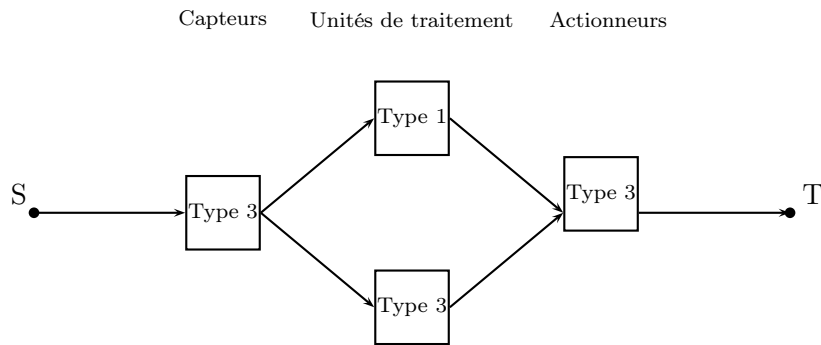 Capteurs Unités de traitement Actionneurs
Type 1
S Type 3 Type 3 T
Type 3